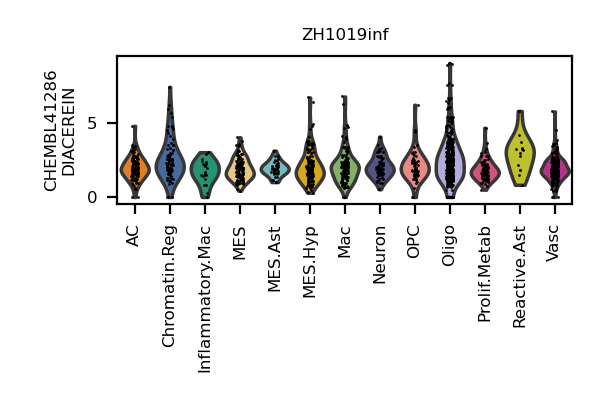 ZH1019inf
CHEMBL41286
DIACEREIN
5
0
AC
Chromatin.Reg
Inflammatory.Mac
MES
MES.Ast
MES.Hyp
Mac
Neuron
OPC
Oligo
Prolif.Metab
Reactive.Ast
Vasc